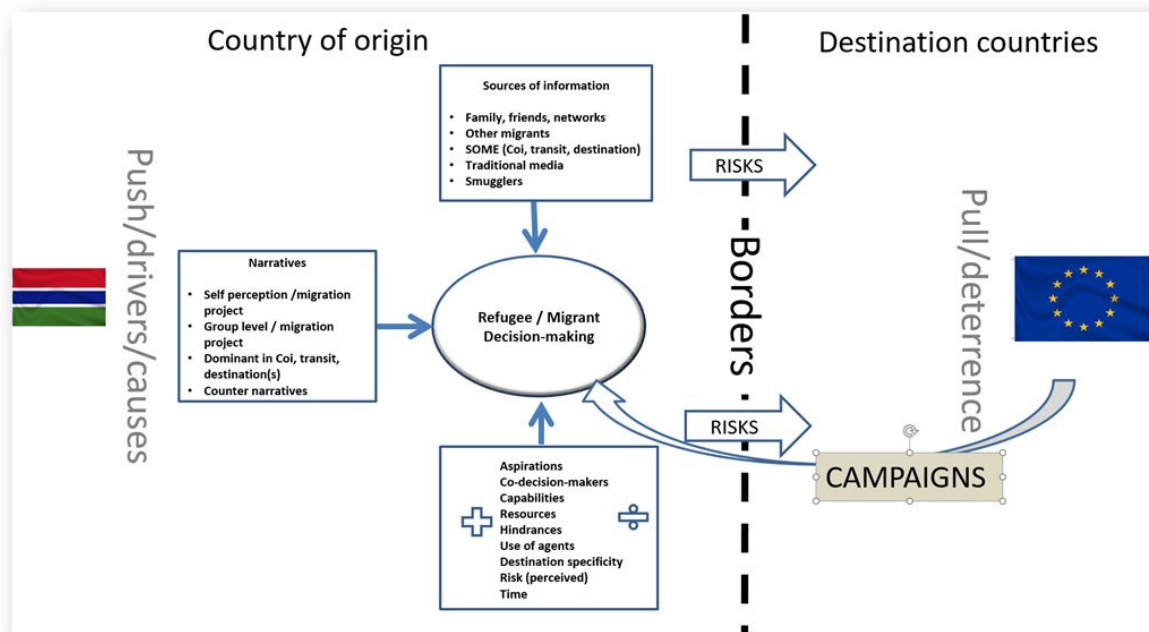 Country of origin
Destination countries
Sources of information
• Family, friends, networks
• Other migrants
• SOME (Coi, transit, destination)
• Traditional media
• Smugglers
RISKS
Push/drivers/causes
Narratives
• Self perception /migration
project
• Group level / migration
project
• Dominant in Coi, transit,
destination(s)
• Counter narratives
Refugee / Migrant
Decision-making
Borders
Pull/deterrence
RISKS
CAMPAIGNS
Aspirations
Co-decision-makers
Capabilities
Resources
Hindrances
Use of agents
Destination specificity
Risk (perceived)
Time